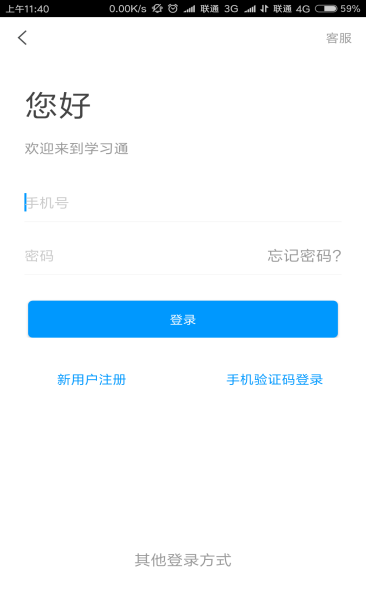 上午11:40 0.00K/s 联通 3G 联通 4G 59%
客服
您好
欢迎来到学习通
手机号
密码 忘记密码?
登录
新用户注册 手机验证码登录
其他登录方式